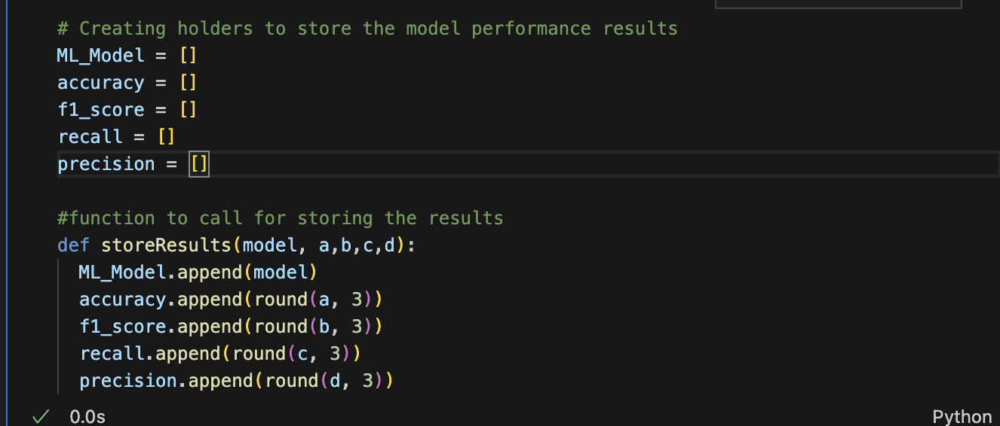 # Creating holders to store the model performance results
ML_Model = []
accuracy = []
f1_score = []
recall = []
precision = []
#function to call for storing the results
def storeResults(model, a,b,c,d):
  ML_Model.append(model)
  accuracy.append(round(a, 3))
  f1_score.append(round(b, 3))
  recall.append(round(c, 3))
  precision.append(round(d, 3))
0.0s
Python